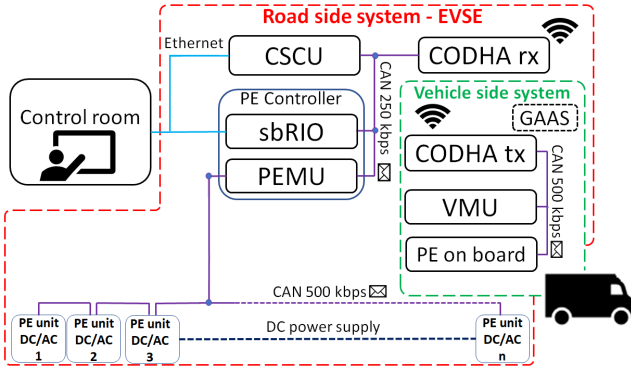 Road side system - EVSE
Ethernet
CSCU
CODHA rx
CAN 250 kbps
Control room
PE Controller
sbRIO
PEMU
Vehicle side system
GAAS
CODHA tx
VMU
PE on board
CAN 500 kbps
CAN 500 kbps
DC power supply
PE unit
DC/AC
1
PE unit
DC/AC
2
PE unit
DC/AC
3
PE unit
DC/AC
n